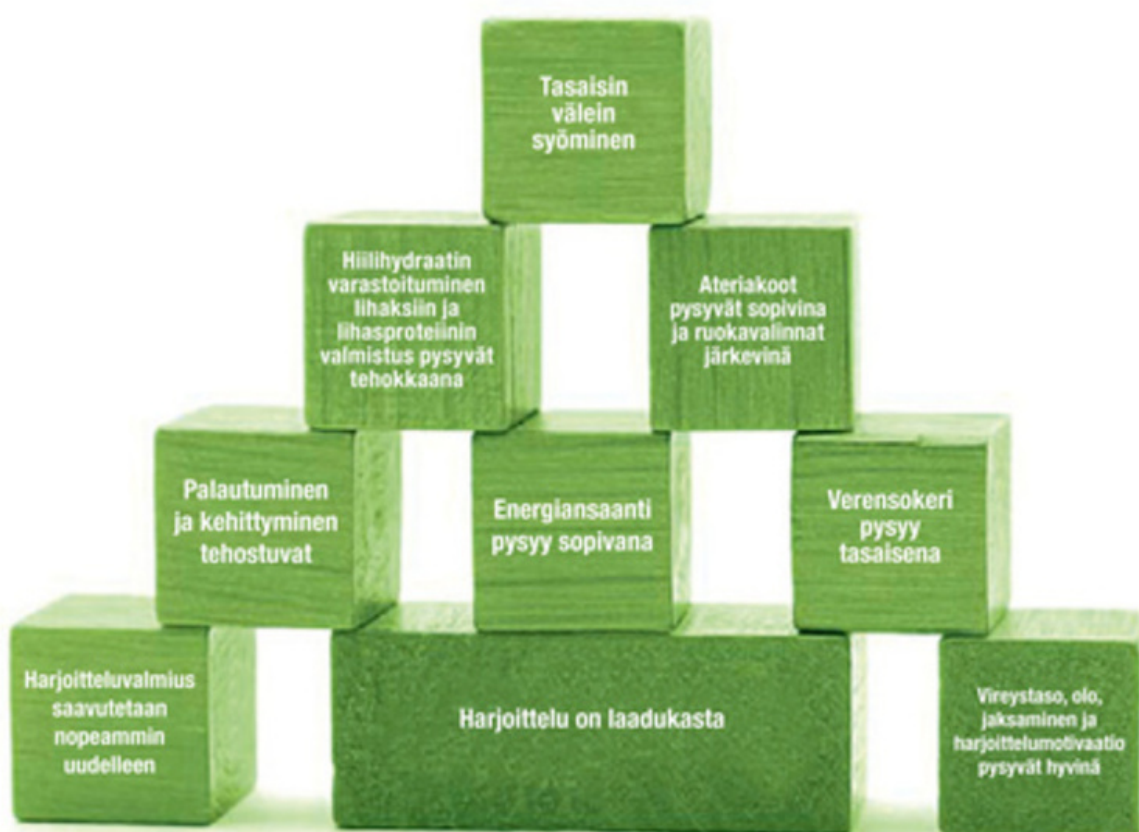 Tasaisin
välein
syöminen
Hiilihydraatin
varastoituminen
lihaksiin ja
lihasproteiinin
valmistus pysyvät
tehokkaana
Ateriakoot
pysyvät sopivina
ja ruokavalinnat
järkevinä
Palautuminen
ja kehittyminen
tehostuvat
Energiansaanti
pysyy sopivana
Verensokeri
pysyy
tasaisena
Harjoitteluvalmius
saavutetaan
nopeammin
uudelleen
Harjoittelu on laadukasta
Vireystaso, olo,
jaksaminen ja
harjoittelumotivaatio
pysyvät hyvinä